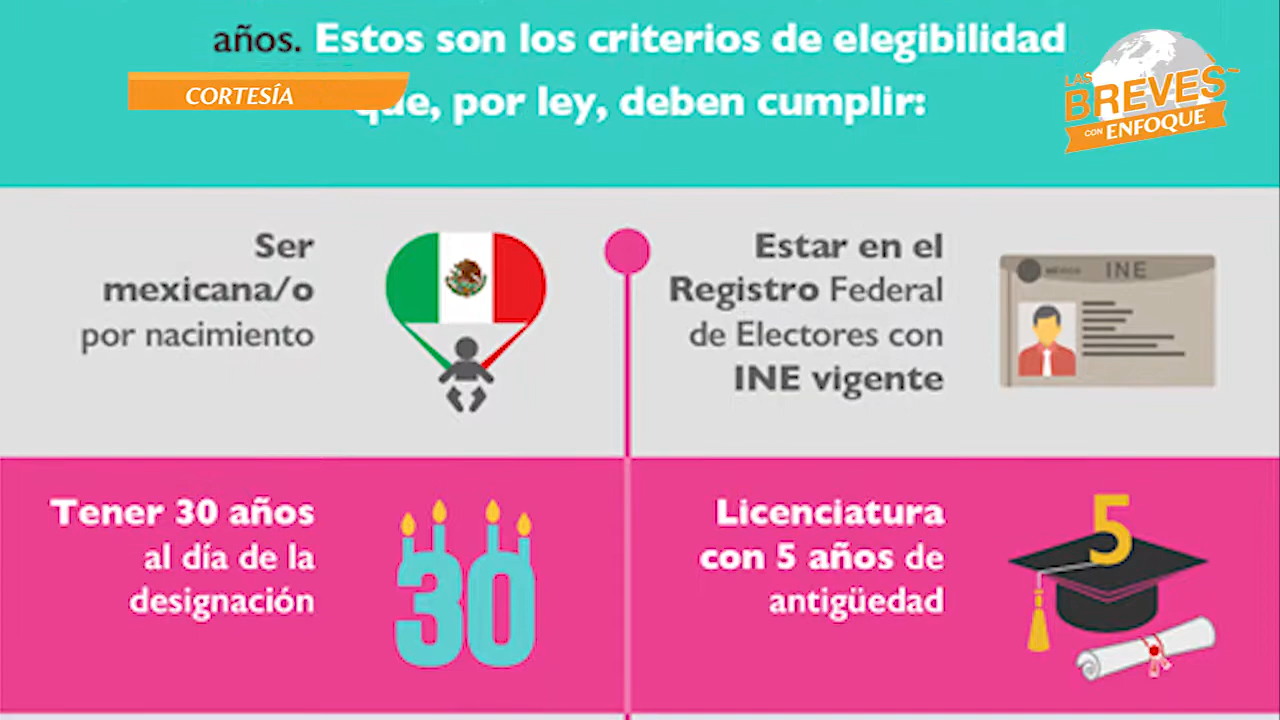 años. Estos son los criterios de elegibilidad
CORTESÍA
que, por ley, deben cumplir:
LAS
BREVES
CON ENFOQUE
Ser
mexicana/o
por nacimiento
Estar en el
Registro Federal
de Electores con
INE vigente
MÉXICO INE
Tener 30 años
al día de la
designación
30
Licenciatura
con 5 años de
antigüedad
5